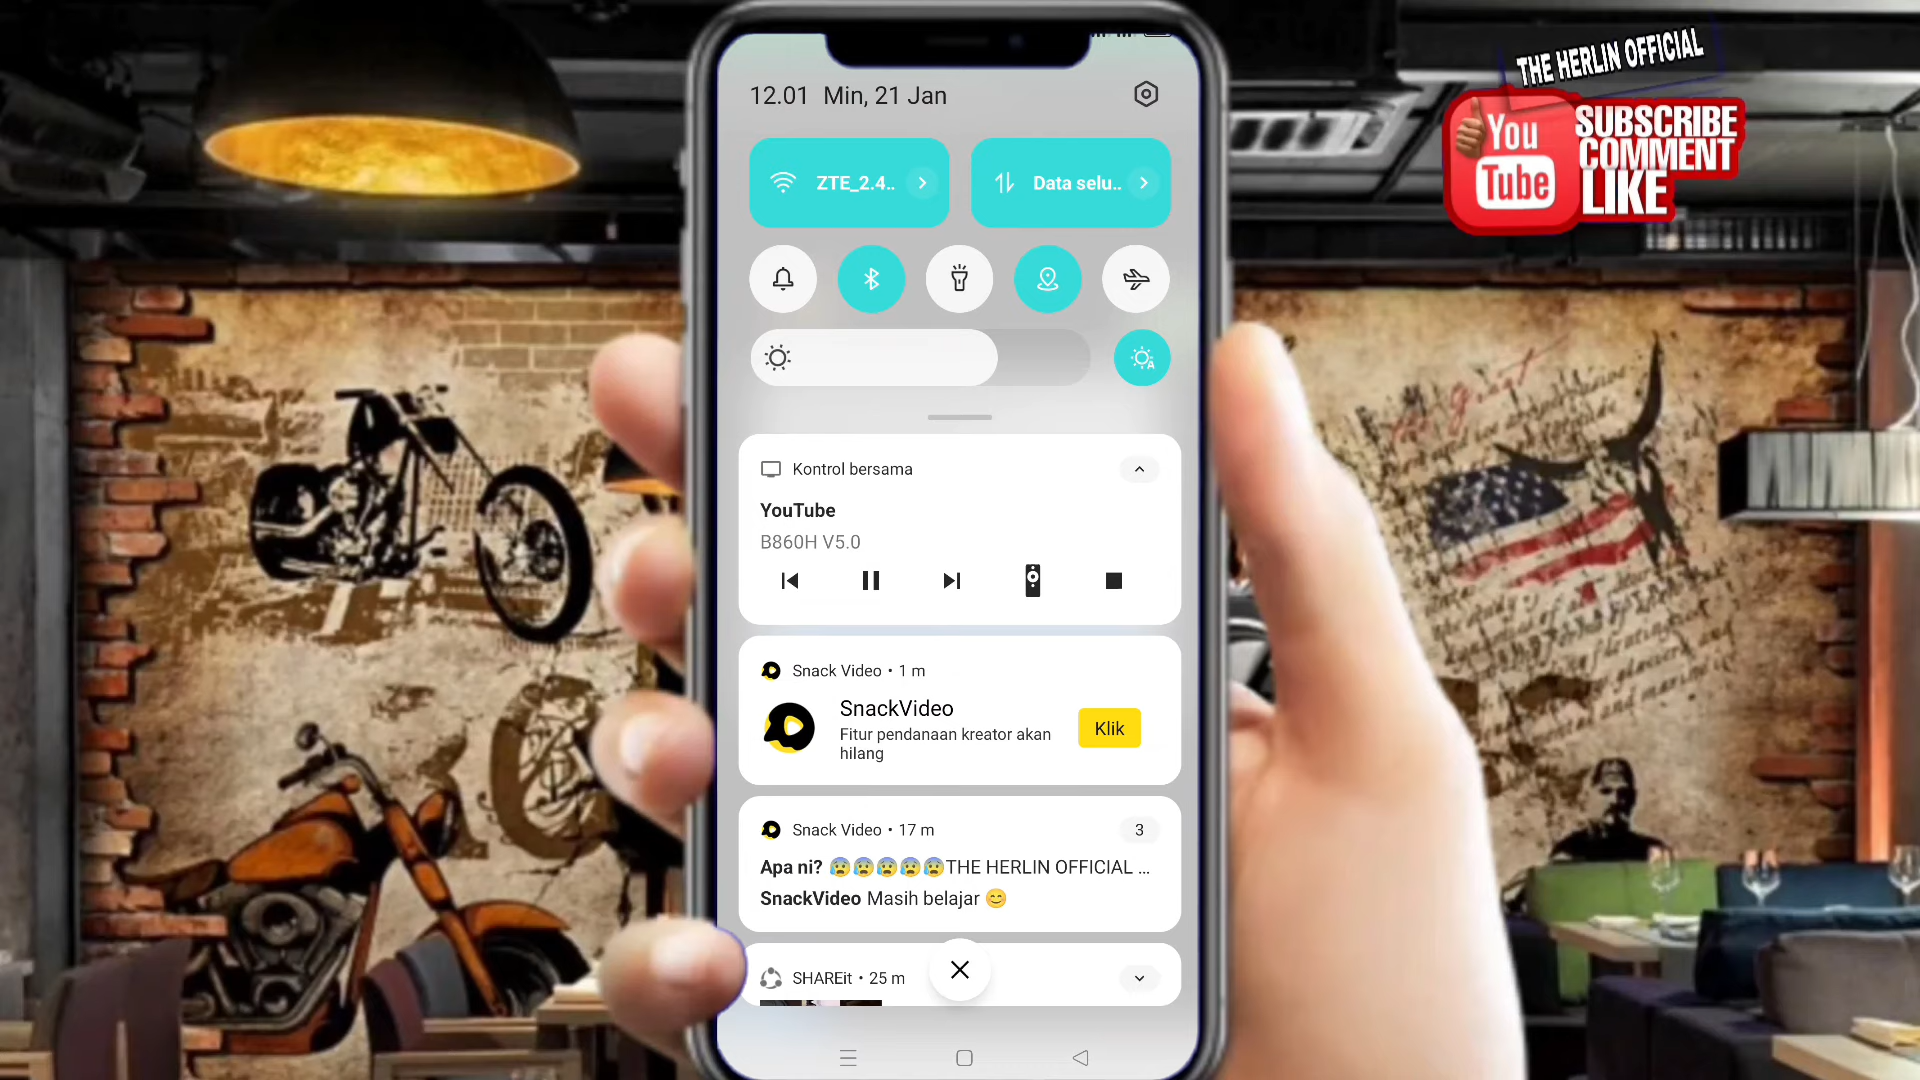 THE HERLIN OFFICIAL
You
Tube
SUBSCRIBE
COMMENT
LIKE
12.01 Min, 21 Jan
ZTE_2.4..
Data selu..
A
Kontrol bersama
YouTube
B860H V5.0
Snack Video • 1 m
SnackVideo
Fitur pendanaan kreator akan
hilang
Klik
Snack Video • 17 m
3
Apa ni? 😰😰😰😰😰THE HERLIN OFFICIAL ...
SnackVideo Masih belajar 😊
SHAREit • 25 m